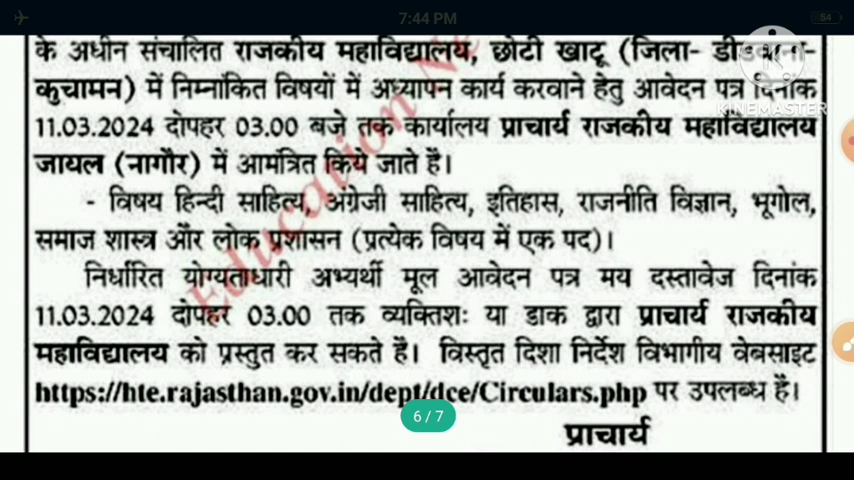 7:44 PM
54
के अधीन संचालित राजकीय महाविद्यालय, छोटी खाटू (जिला- डीडवाना-
कुचामन) में निम्नांकित विषयों में अध्यापन कार्य करवाने हेतु आवेदन पत्र दिनांक
KINEMASTER
11.03.2024 दोपहर 03.00 बजे तक कार्यालय प्राचार्य राजकीय महाविद्यालय
जायल (नागौर) में आमंत्रित किये जाते है।
- विषय हिन्दी साहित्य, अंग्रेजी साहित्य, इतिहास, राजनीति विज्ञान, भूगोल,
समाज शास्त्र और लोक प्रशासन (प्रत्येक विषय में एक पद)।
निर्धारित योग्यताधारी अभ्यर्थी मूल आवेदन पत्र मय दस्तावेज दिनांक
11.03.2024 दोपहर 03.00 तक व्यक्तिशः या डाक द्वारा प्राचार्य राजकीय
महाविद्यालय को प्रस्तुत कर सकते है। विस्तृत दिशा निर्देश विभागीय वेबसाइट
https://hte.rajasthan.gov.in/dept/dce/Circulars.php पर उपलब्ध है।
6 / 7
प्राचार्य
Education Ne